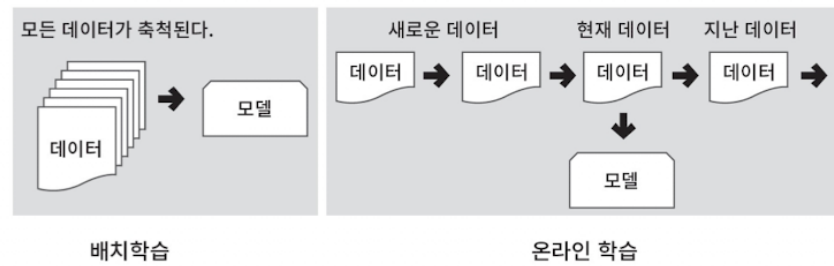 모든 데이터가 축척된다.
데이터
모델
새로운 데이터 현재 데이터 지난 데이터
데이터 데이터 데이터 데이터
모델
배치학습
온라인 학습